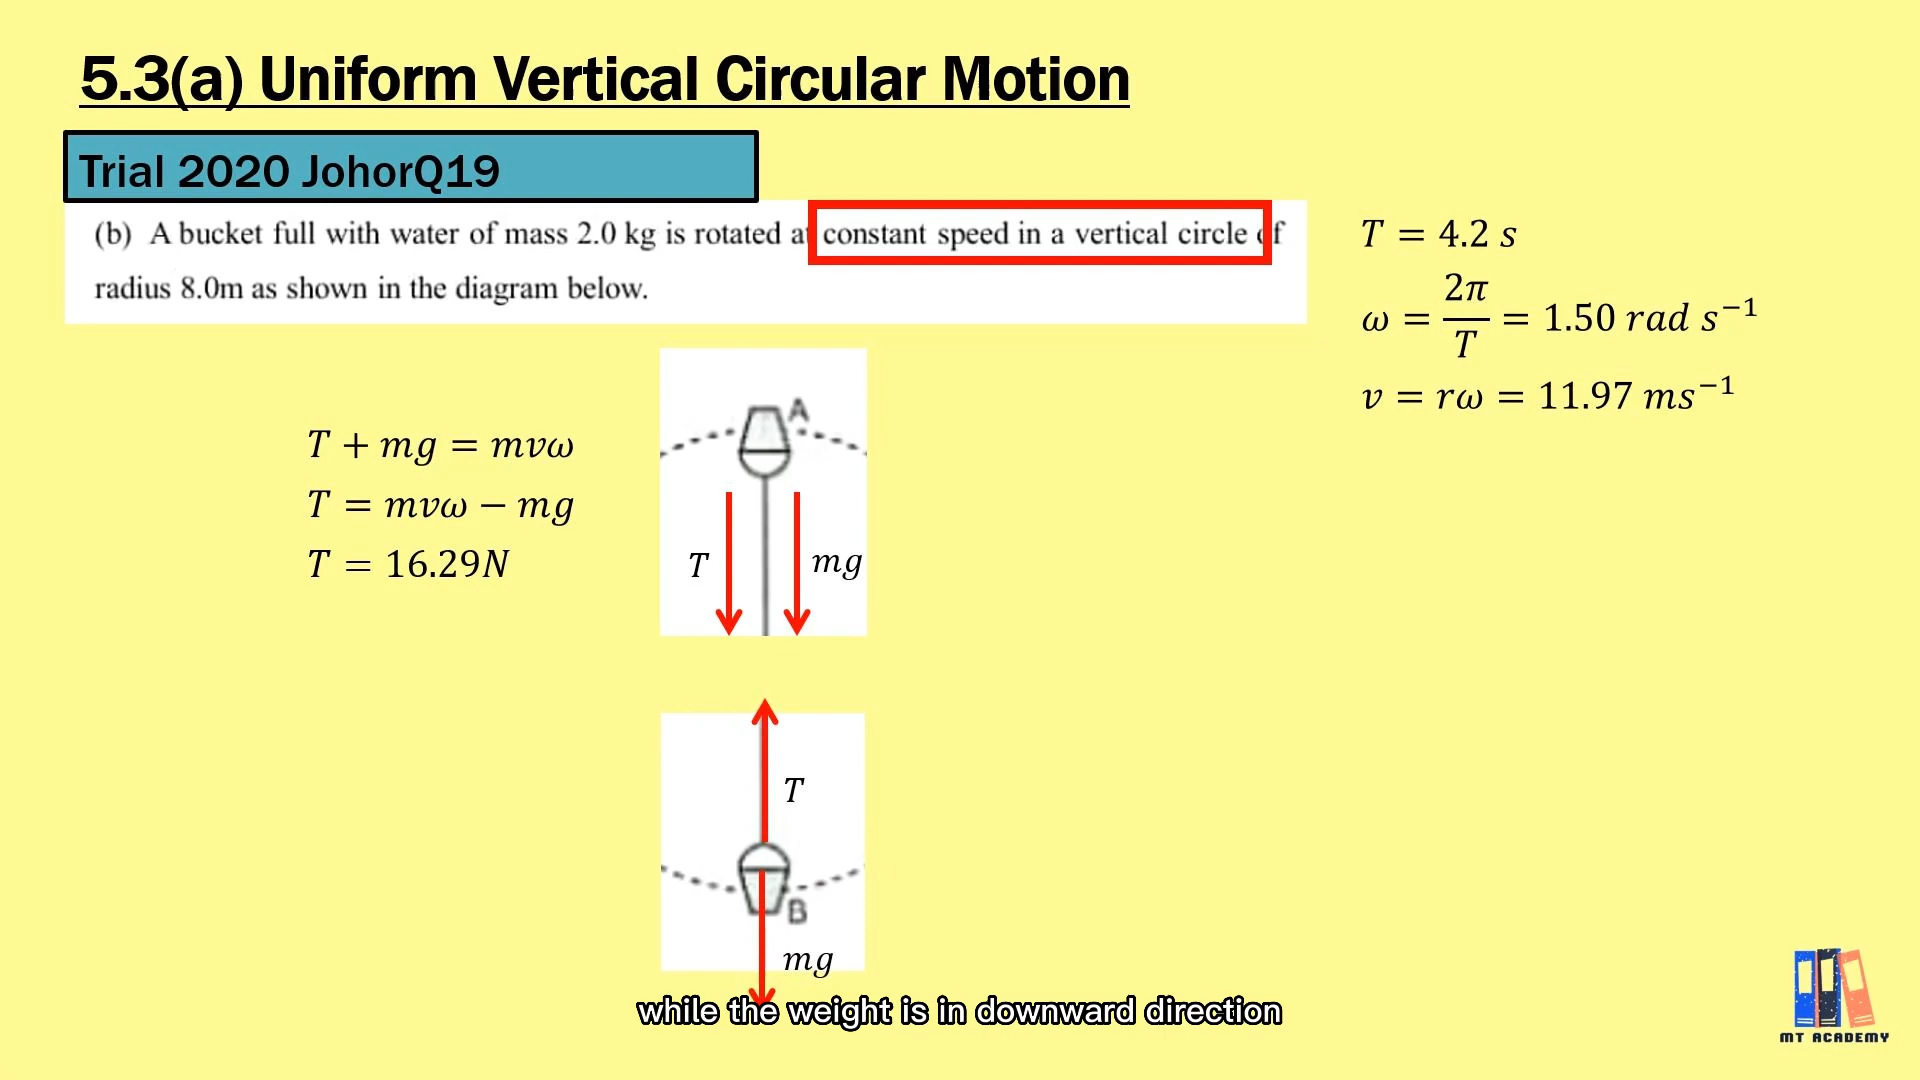 5.3(a) Uniform Vertical Circular Motion
Trial 2020 JohorQ19
(b) A bucket full with water of mass 2.0 kg is rotated at constant speed in a vertical circle of
radius 8.0m as shown in the diagram below.
T = 4.2 s
ω = 2π/T = 1.50 rad s⁻¹
v = rω = 11.97 ms⁻¹
T + mg = mvω
T = mvω − mg
T = 16.29N
A
T
mg
T
B
mg
while the weight is in downward direction
MT ACADEMY